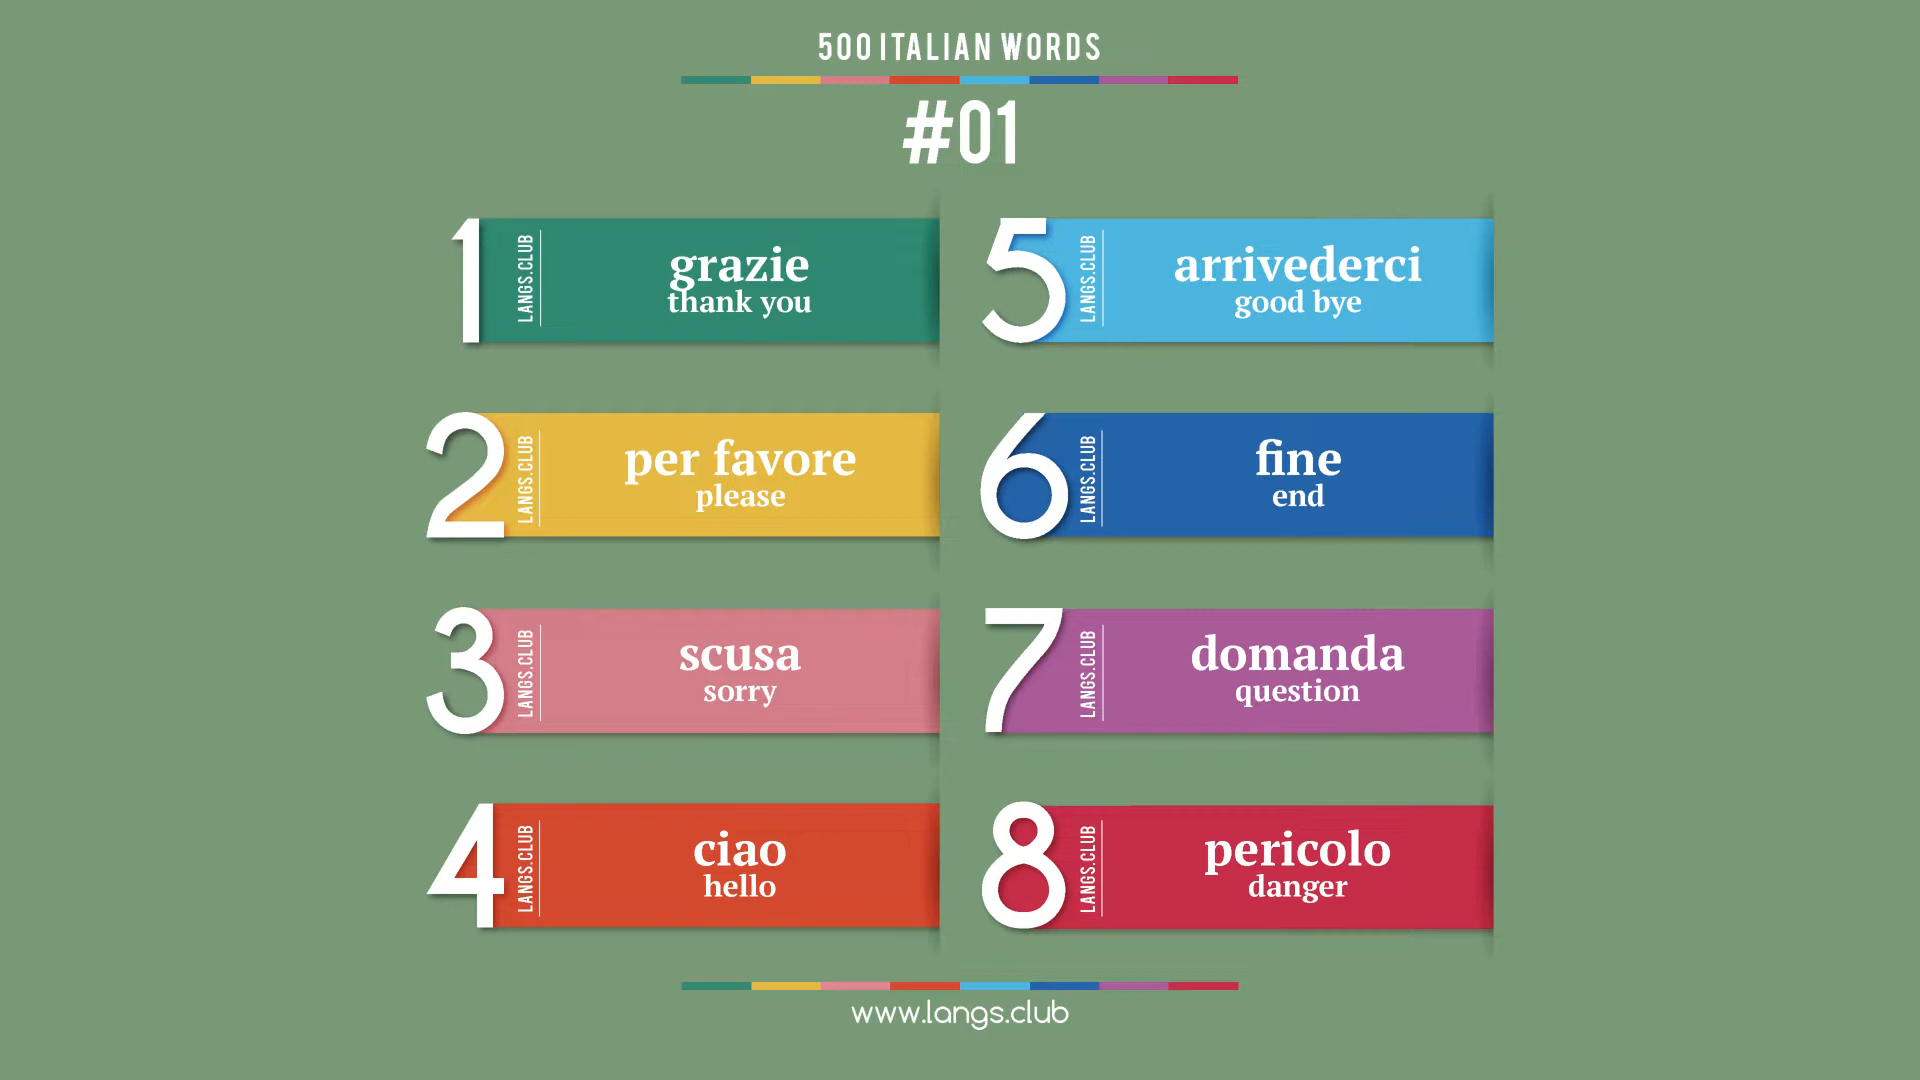 500 ITALIAN WORDS
#01
1
LANGS.CLUB
grazie
thank you
2
LANGS.CLUB
per favore
please
3
LANGS.CLUB
scusa
sorry
4
LANGS.CLUB
ciao
hello
5
LANGS.CLUB
arrivederci
good bye
6
LANGS.CLUB
fine
end
7
LANGS.CLUB
domanda
question
8
LANGS.CLUB
pericolo
danger
www.langs.club